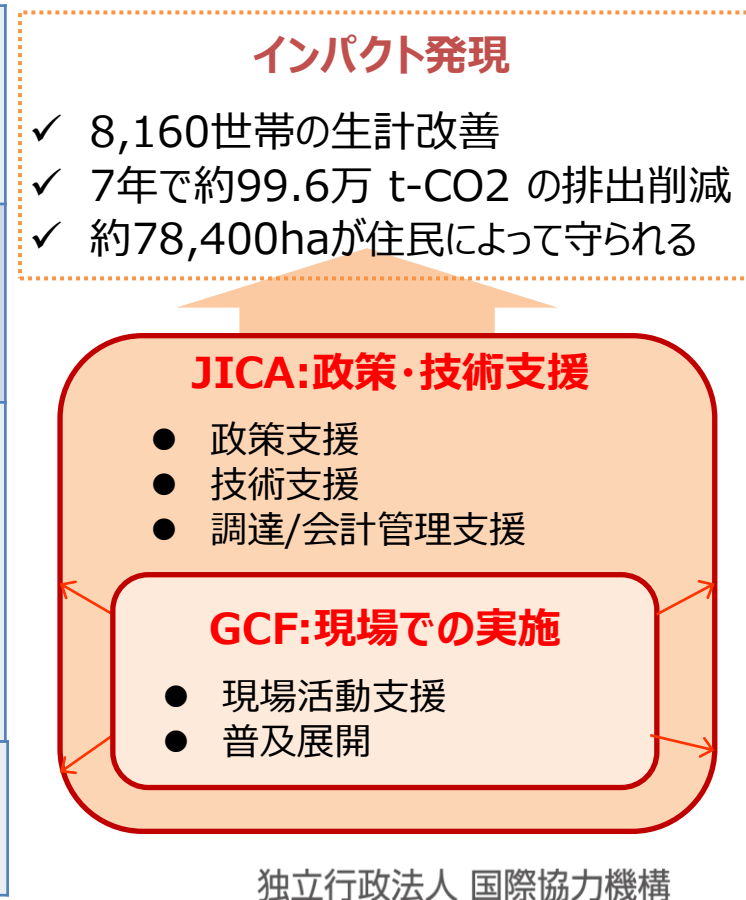 インパクト発現
✓ 8,160世帯の生計改善
✓ 7年で約99.6万 t-CO2 の排出削減
✓ 約78,400haが住民によって守られる
JICA:政策・技術支援
● 政策支援
● 技術支援
● 調達/会計管理支援
GCF:現場での実施
● 現場活動支援
● 普及展開
独立行政法人 国際協力機構